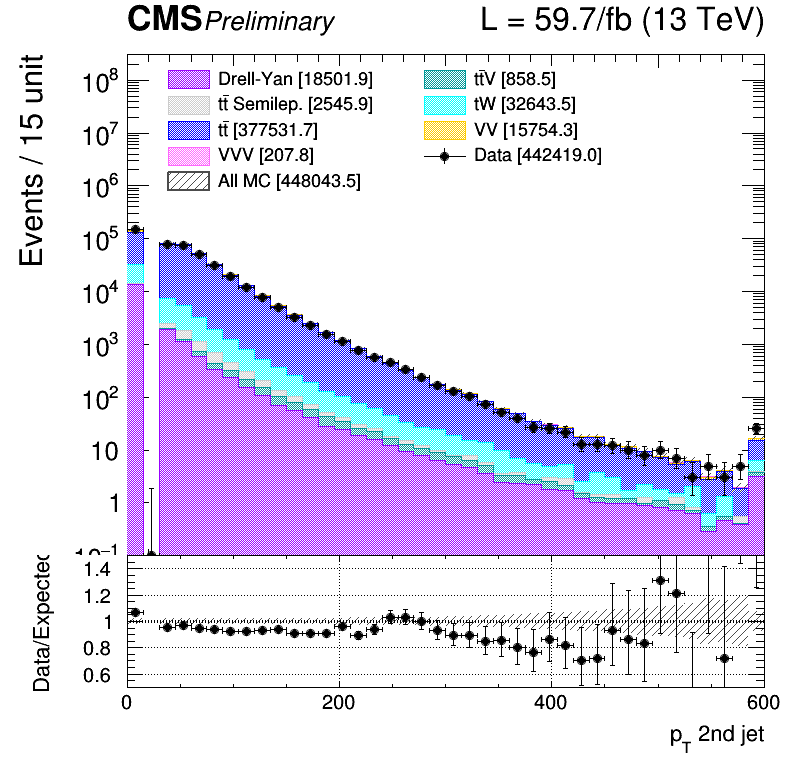 CMS Preliminary L = 59.7/fb (13 TeV)
Events / 15 unit
10⁸
10⁷
10⁶
10⁵
10⁴
10³
10²
10
1
10⁻¹
Drell-Yan [18501.9]
tt̄ Semilep. [2545.9]
tt̄ [377531.7]
VVV [207.8]
All MC [448043.5]
tt̄V [858.5]
tW [32643.5]
VV [15754.3]
Data [442419.0]
Data/Expected
1.4
1.2
1
0.8
0.6
0 200 400 600
p_T 2nd jet